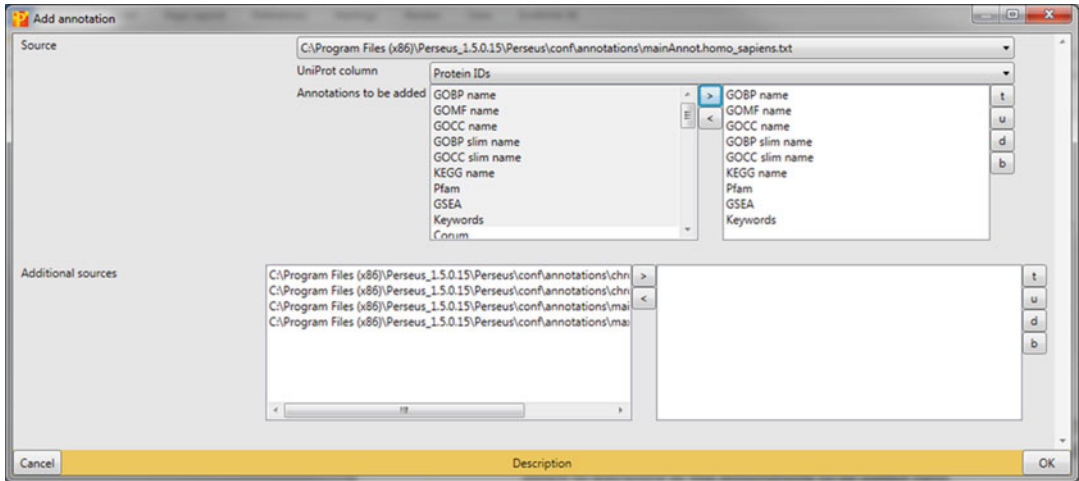 Add annotation
Source
C:\Program Files (x86)\Perseus_1.5.0.15\Perseus\conf\annotations\mainAnnot.homo_sapiens.txt
UniProt column
Protein IDs
Annotations to be added
GOBP name
GOMF name
GOCC name
GOBP slim name
GOCC slim name
KEGG name
Pfam
GSEA
Keywords
Corum
>
<
GOBP name
GOMF name
GOCC name
GOBP slim name
GOCC slim name
KEGG name
Pfam
GSEA
Keywords
t
u
d
b
Additional sources
C:\Program Files (x86)\Perseus_1.5.0.15\Perseus\conf\annotations\chr
C:\Program Files (x86)\Perseus_1.5.0.15\Perseus\conf\annotations\chr
C:\Program Files (x86)\Perseus_1.5.0.15\Perseus\conf\annotations\mai
C:\Program Files (x86)\Perseus_1.5.0.15\Perseus\conf\annotations\ma
>
<
t
u
d
b
Cancel
Description
OK